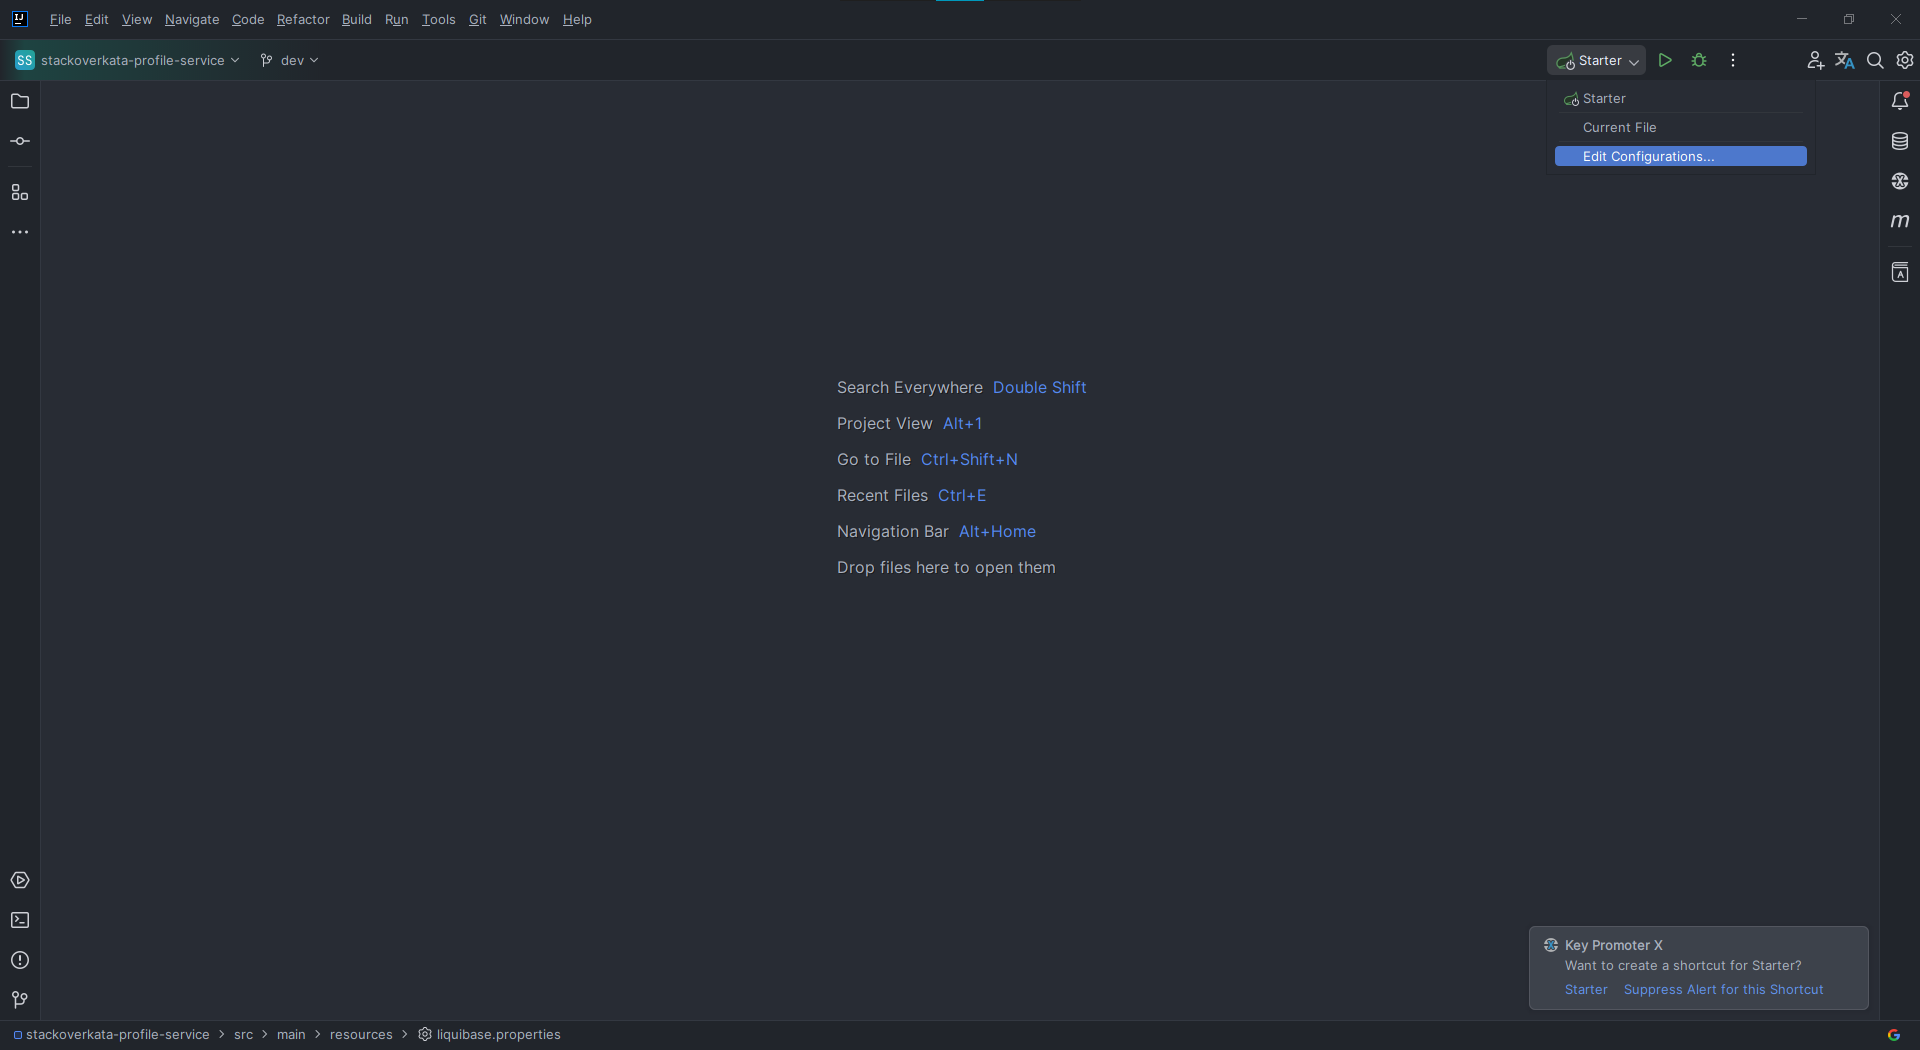 File Edit View Navigate Code Refactor Build Run Tools Git Window Help
SS stackoverkata-profile-service dev Starter
Starter
Current File
Edit Configurations...
Search Everywhere Double Shift
Project View Alt+1
Go to File Ctrl+Shift+N
Recent Files Ctrl+E
Navigation Bar Alt+Home
Drop files here to open them
Key Promoter X
Want to create a shortcut for Starter?
Starter Suppress Alert for this Shortcut
stackoverkata-profile-service > src > main > resources > liquibase.properties